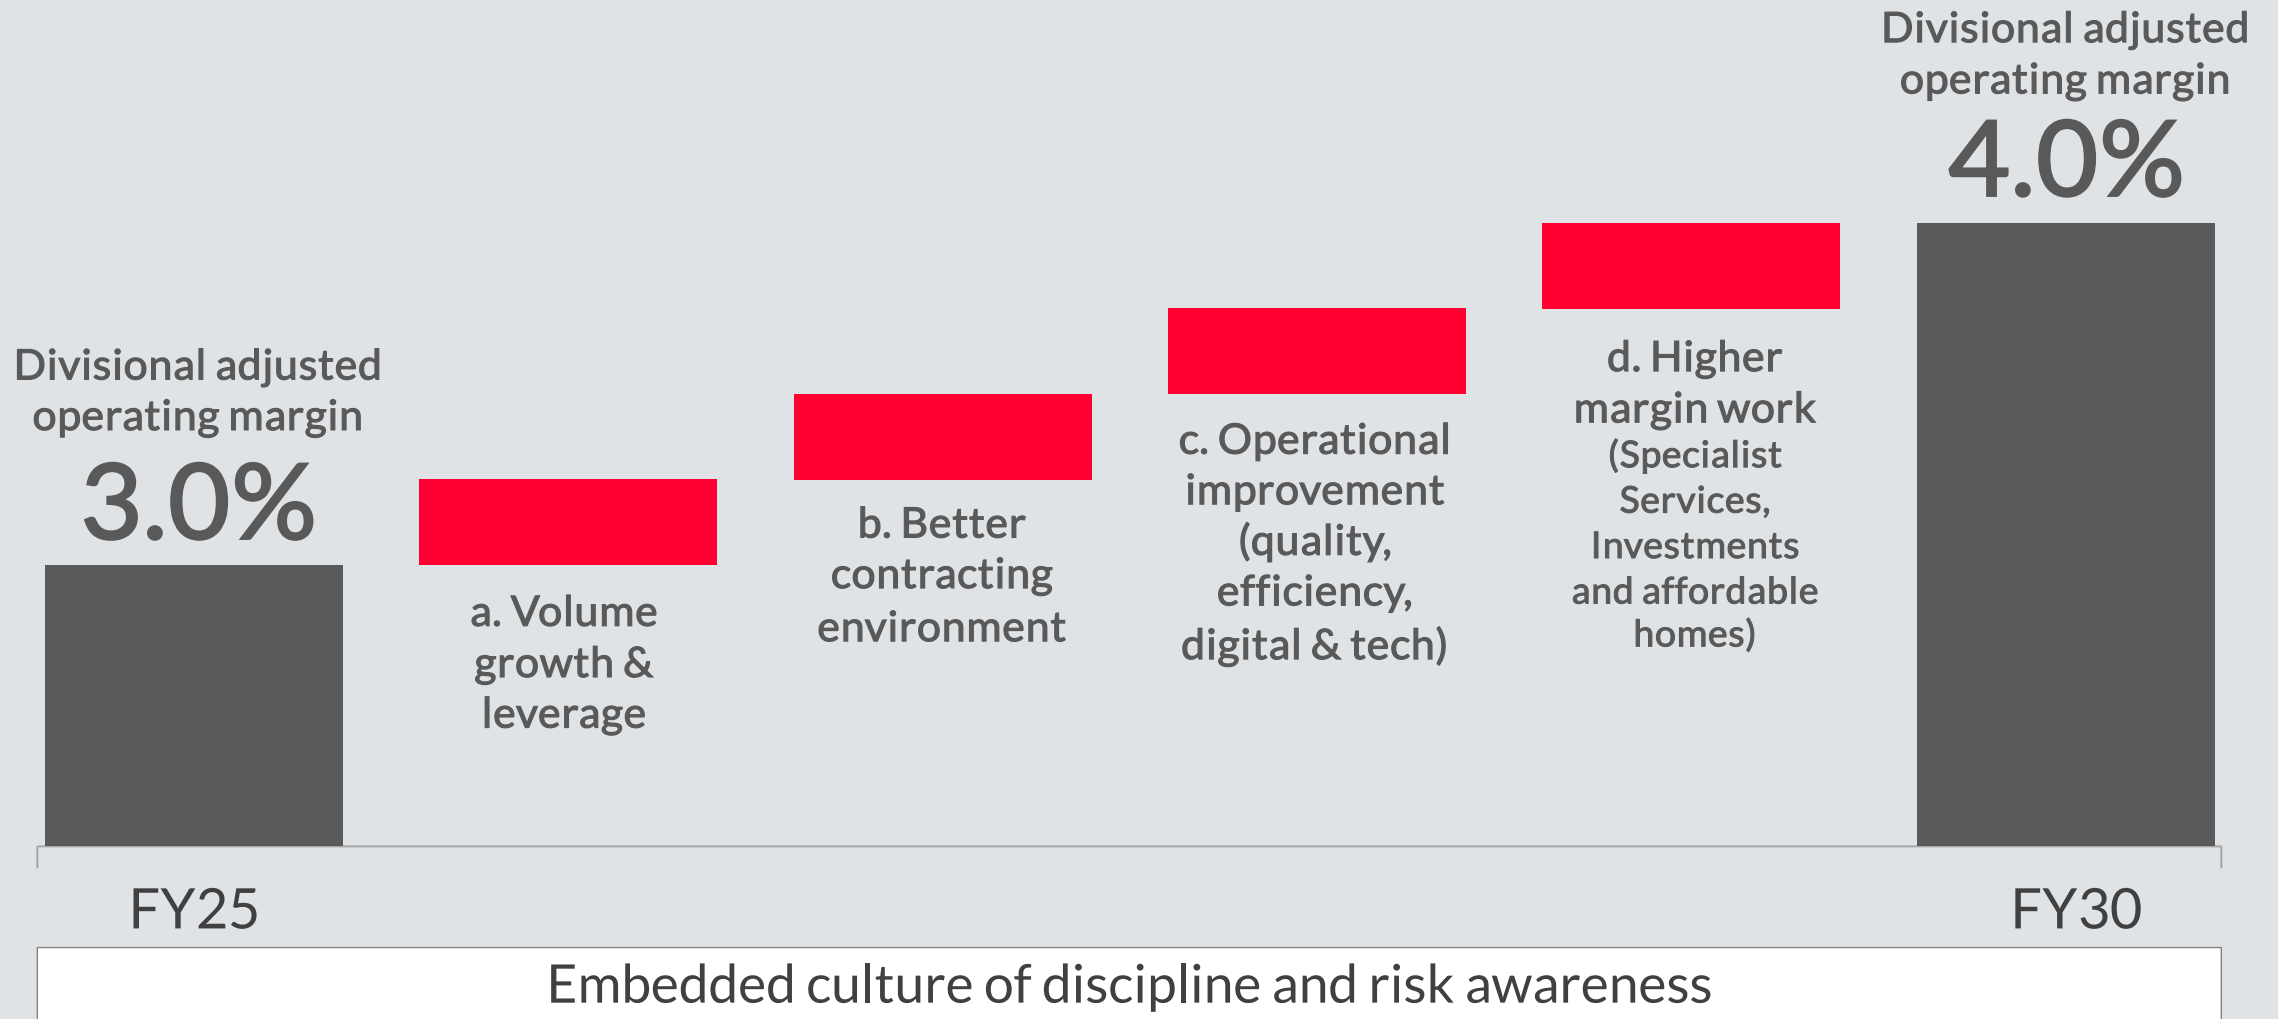 Divisional adjusted
operating margin
3.0%
a. Volume
growth &
leverage
b. Better
contracting
environment
c. Operational
improvement
(quality,
efficiency,
digital & tech)
d. Higher
margin work
(Specialist
Services,
Investments
and affordable
homes)
Divisional adjusted
operating margin
4.0%
FY25
FY30
Embedded culture of discipline and risk awareness